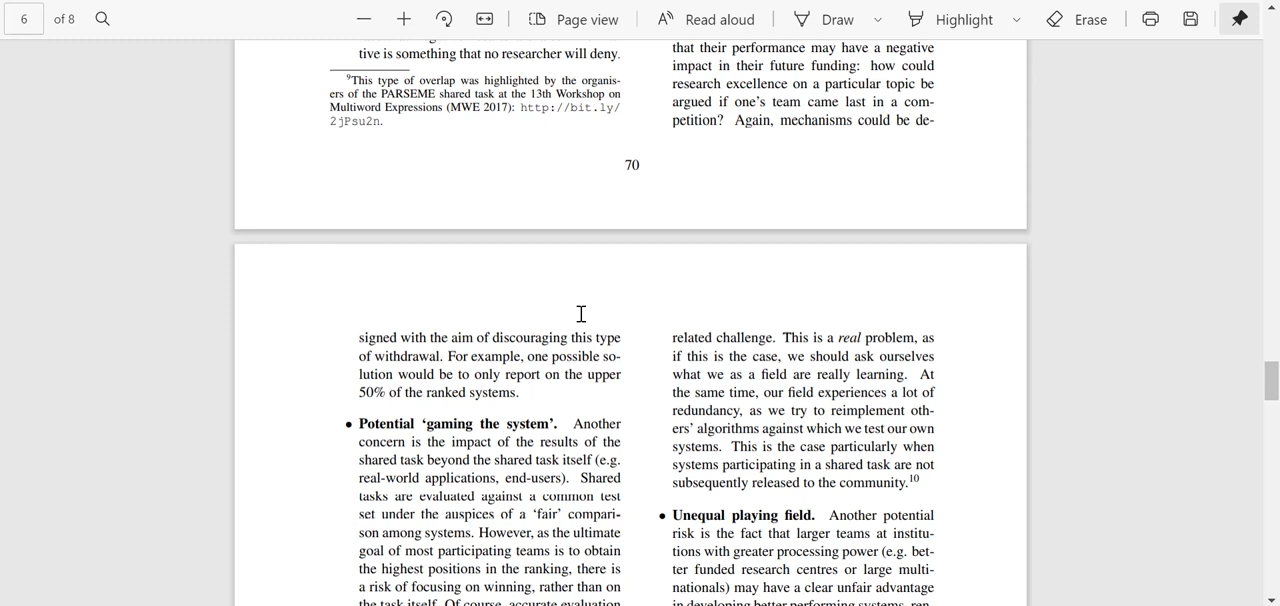 6 of 8 Page view Read aloud Draw Highlight Erase
tive is something that no researcher will deny.
⁹This type of overlap was highlighted by the organis-
ers of the PARSEME shared task at the 13th Workshop on
Multiword Expressions (MWE 2017): http://bit.ly/
2jPsu2n.
that their performance may have a negative
impact in their future funding: how could
research excellence on a particular topic be
argued if one's team came last in a com-
petition? Again, mechanisms could be de-
70
signed with the aim of discouraging this type
of withdrawal. For example, one possible so-
lution would be to only report on the upper
50% of the ranked systems.
• Potential 'gaming the system'. Another
concern is the impact of the results of the
shared task beyond the shared task itself (e.g.
real-world applications, end-users). Shared
tasks are evaluated against a common test
set under the auspices of a 'fair' compari-
son among systems. However, as the ultimate
goal of most participating teams is to obtain
the highest positions in the ranking, there is
a risk of focusing on winning, rather than on
the task itself. Of course, accurate evaluation
related challenge. This is a real problem, as
if this is the case, we should ask ourselves
what we as a field are really learning. At
the same time, our field experiences a lot of
redundancy, as we try to reimplement oth-
ers' algorithms against which we test our own
systems. This is the case particularly when
systems participating in a shared task are not
subsequently released to the community.¹⁰
• Unequal playing field. Another potential
risk is the fact that larger teams at institu-
tions with greater processing power (e.g. bet-
ter funded research centres or large multi-
nationals) may have a clear unfair advantage
in developing better performing systems, ren-